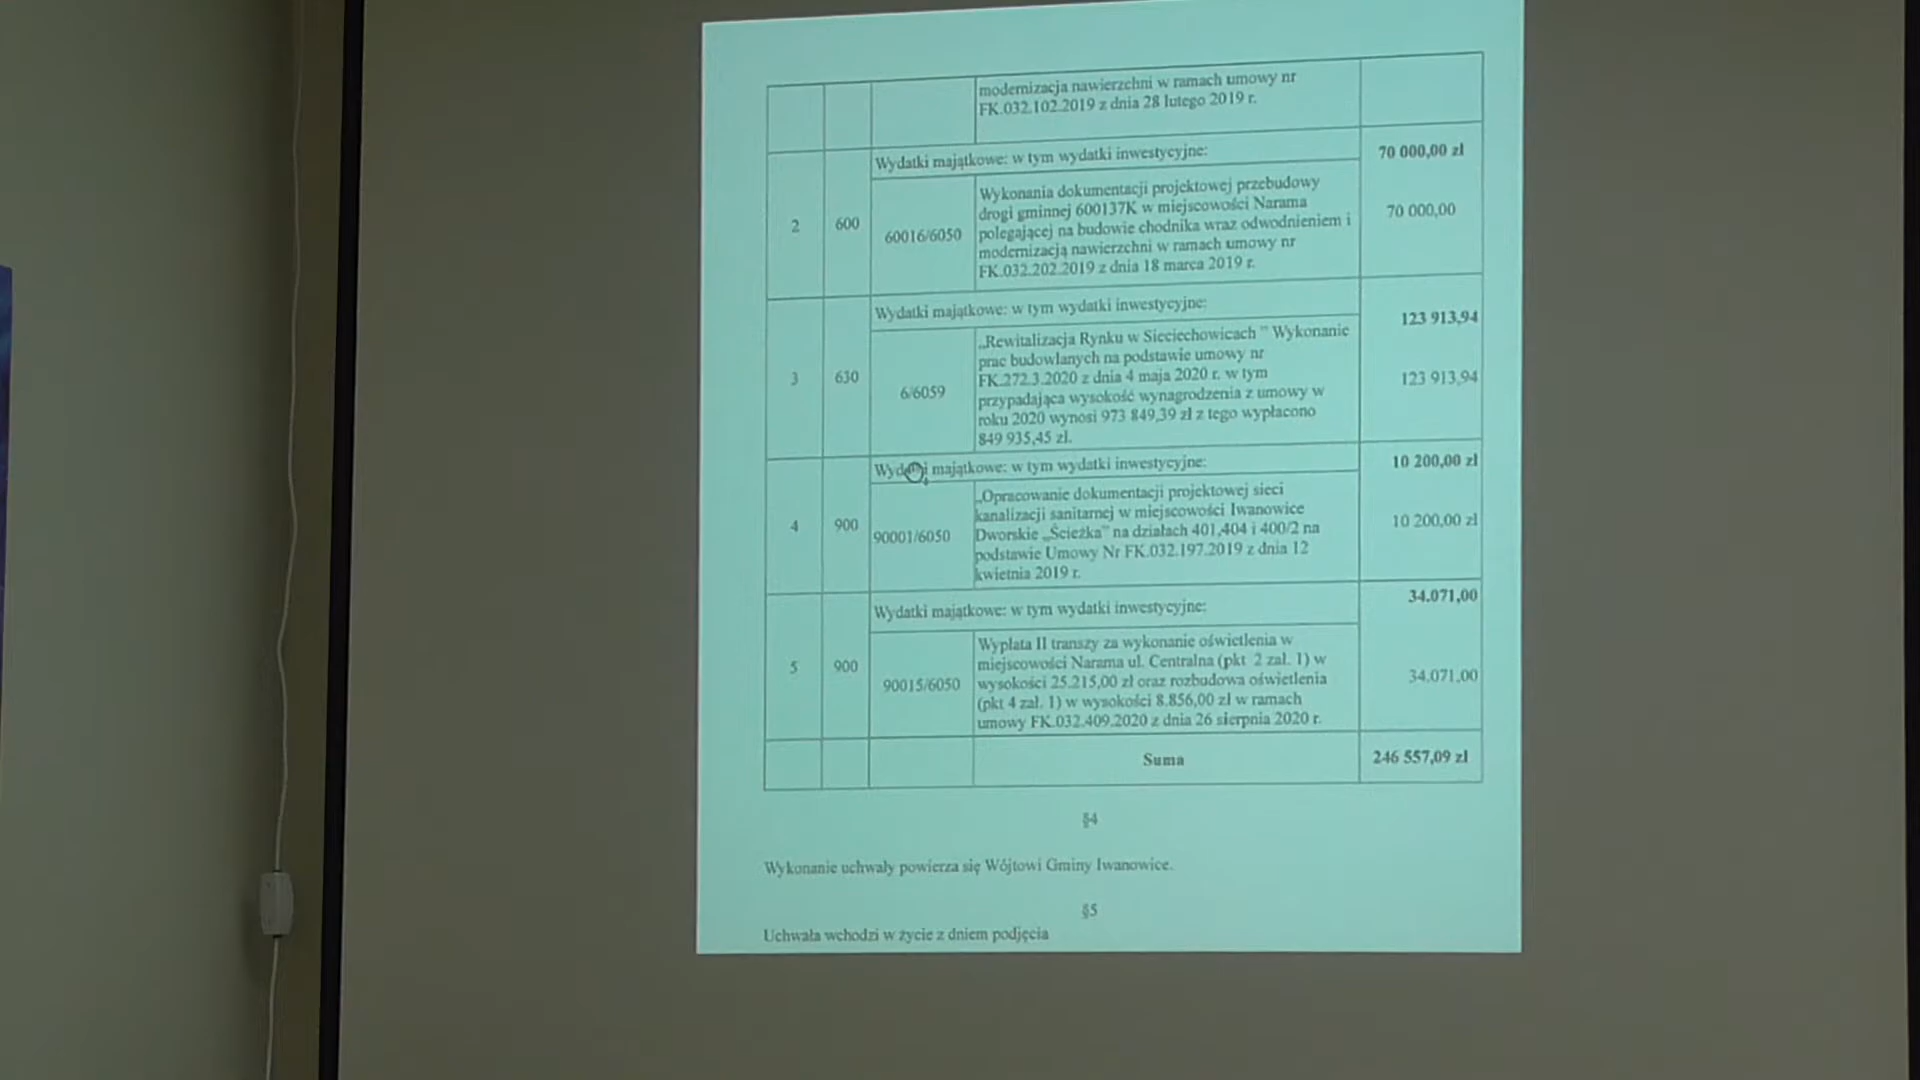 modernizacja nawierzchni w ramach umowy nr
FK.032.102.2019 z dnia 28 lutego 2019 r.
Wydatki majątkowe: w tym wydatki inwestycyjne:
70 000,00 zł
2
600
60016/6050
Wykonania dokumentacji projektowej przebudowy
drogi gminnej 600137K w miejscowości Narama
polegającej na budowie chodnika wraz odwodnieniem i
modernizacją nawierzchni w ramach umowy nr
FK.032.202.2019 z dnia 18 marca 2019 r.
70 000,00
Wydatki majątkowe: w tym wydatki inwestycyjne:
123 913,94
3
630
6/6059
„Rewitalizacja Rynku w Sieciechowicach " Wykonanie
prac budowlanych na podstawie umowy nr
FK.272.3.2020 z dnia 4 maja 2020 r. w tym
przypadająca wysokość wynagrodzenia z umowy w
roku 2020 wynosi 973 849,39 zł z tego wypłacono
849 935,45 zł.
123 913,94
majątkowe: w tym wydatki inwestycyjne:
10 200,00 zł
4
900
90001/6050
„Opracowanie dokumentacji projektowej sieci
kanalizacji sanitarnej w miejscowości Iwanowice
Dworskie „Ścieżka" na działach 401,404 i 400/2 na
podstawie Umowy Nr FK.032.197.2019 z dnia 12
kwietnia 2019 r.
10 200,00 zł
Wydatki majątkowe: w tym wydatki inwestycyjne:
34.071,00
5
900
90015/6050
Wypłata II transzy za wykonanie oświetlenia w
miejscowości Narama ul. Centralna (pkt 2 zał. 1) w
wysokości 25.215,00 zł oraz rozbudowa oświetlenia
(pkt 4 zał. 1) w wysokości 8.856,00 zł w ramach
umowy FK.032.409.2020 z dnia 26 sierpnia 2020 r.
34.071,00
Suma
246 557,09 zł
§4
Wykonanie uchwały powierza się Wójtowi Gminy Iwanowice.
§5
Uchwała wchodzi w życie z dniem podjęcia